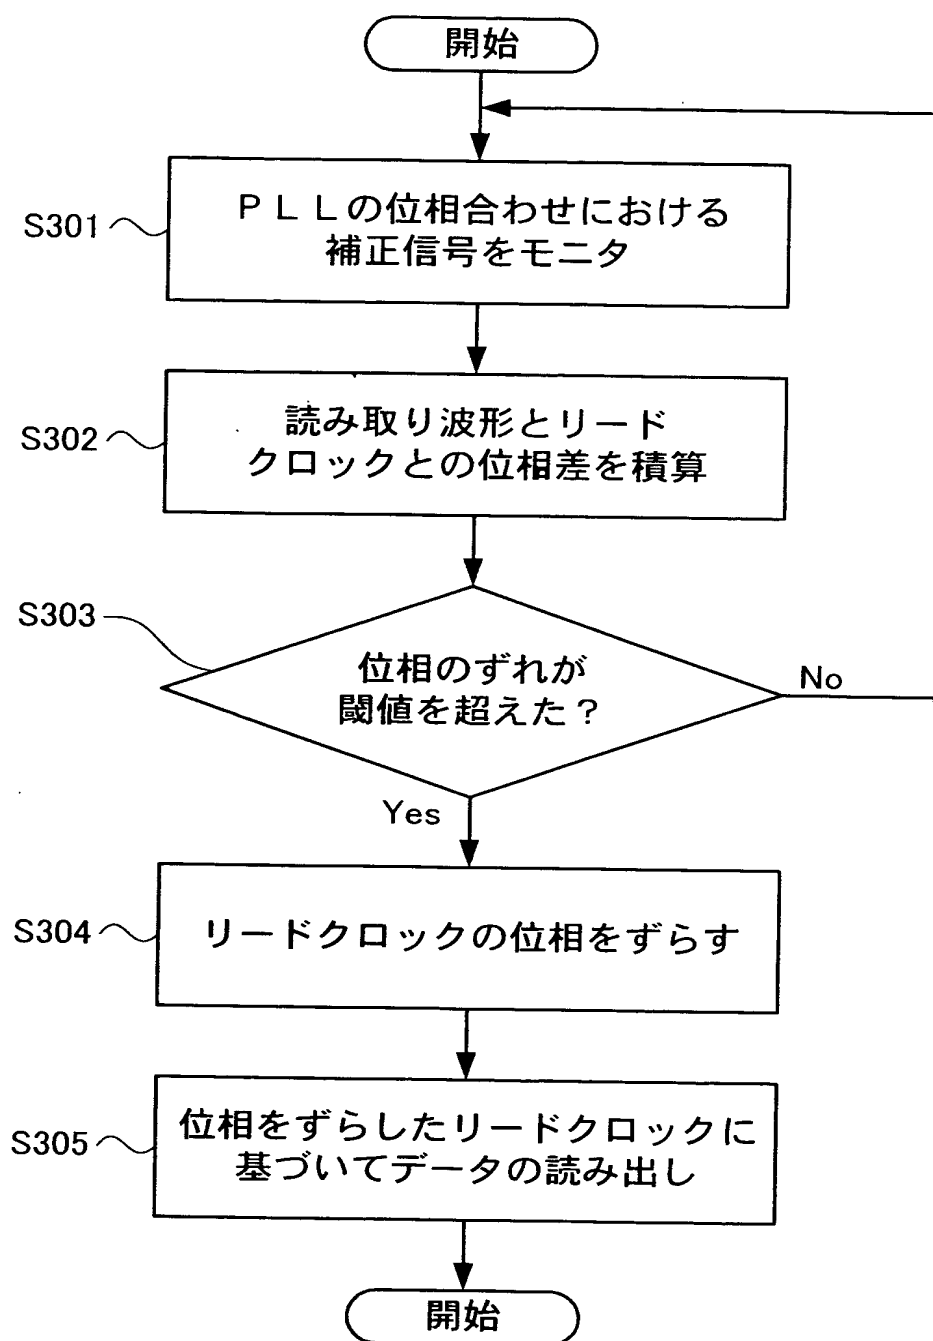 開始
S301
ＰＬＬの位相合わせにおける
補正信号をモニタ
S302
読み取り波形とリード
クロックとの位相差を積算
S303
位相のずれが
閾値を超えた？
No
Yes
S304
リードクロックの位相をずらす
S305
位相をずらしたリードクロックに
基づいてデータの読み出し
開始